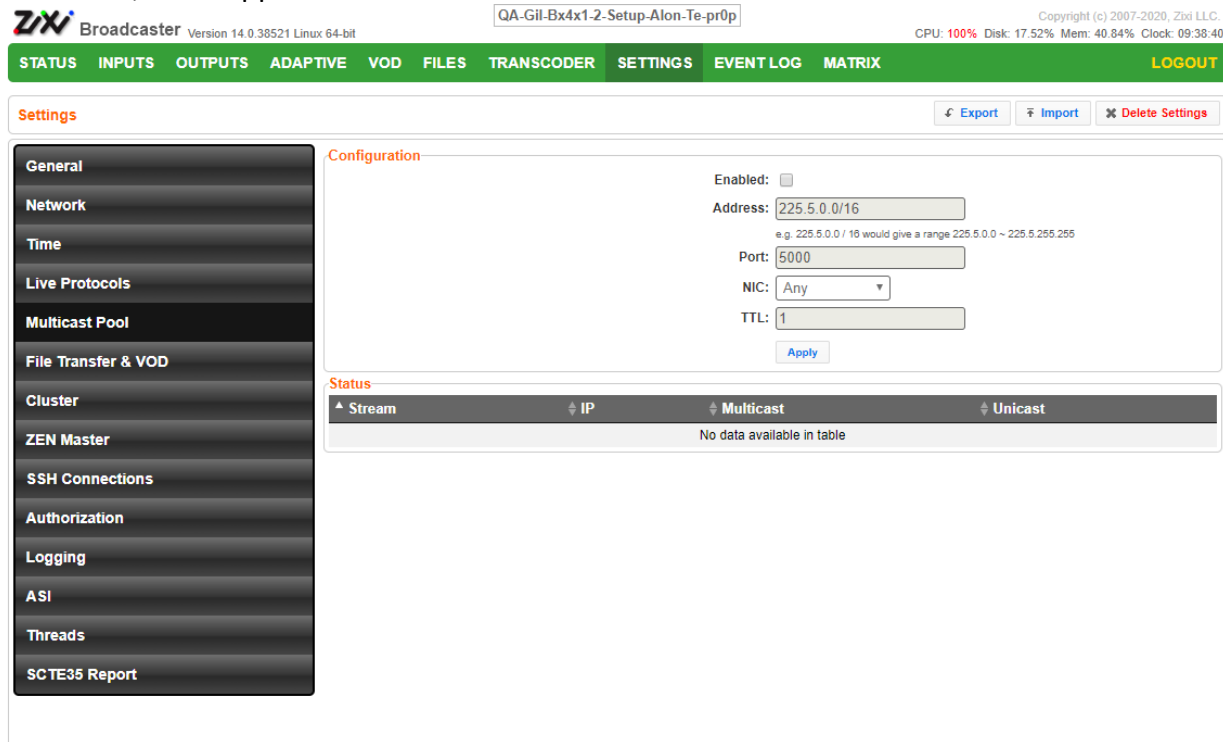 QA-Gil-Bx4x1-2-Setup-Alon-Te-pr0p
Copyright (c) 2007-2020, Zixi LLC.
Zixi Broadcaster Version 14.0.38521 Linux 64-bit
CPU: 100% Disk: 17.52% Mem: 40.84% Clock: 09:38:40
STATUS INPUTS OUTPUTS ADAPTIVE VOD FILES TRANSCODER SETTINGS EVENT LOG MATRIX LOGOUT
Settings Export Import Delete Settings
General
Network
Time
Live Protocols
Multicast Pool
File Transfer & VOD
Cluster
ZEN Master
SSH Connections
Authorization
Logging
ASI
Threads
SCTE35 Report
Configuration
Enabled:
Address: 225.5.0.0/16
e.g. 225.5.0.0 / 16 would give a range 225.5.0.0 ~ 225.5.255.255
Port: 5000
NIC: Any
TTL: 1
Apply
Status
Stream IP Multicast Unicast
No data available in table